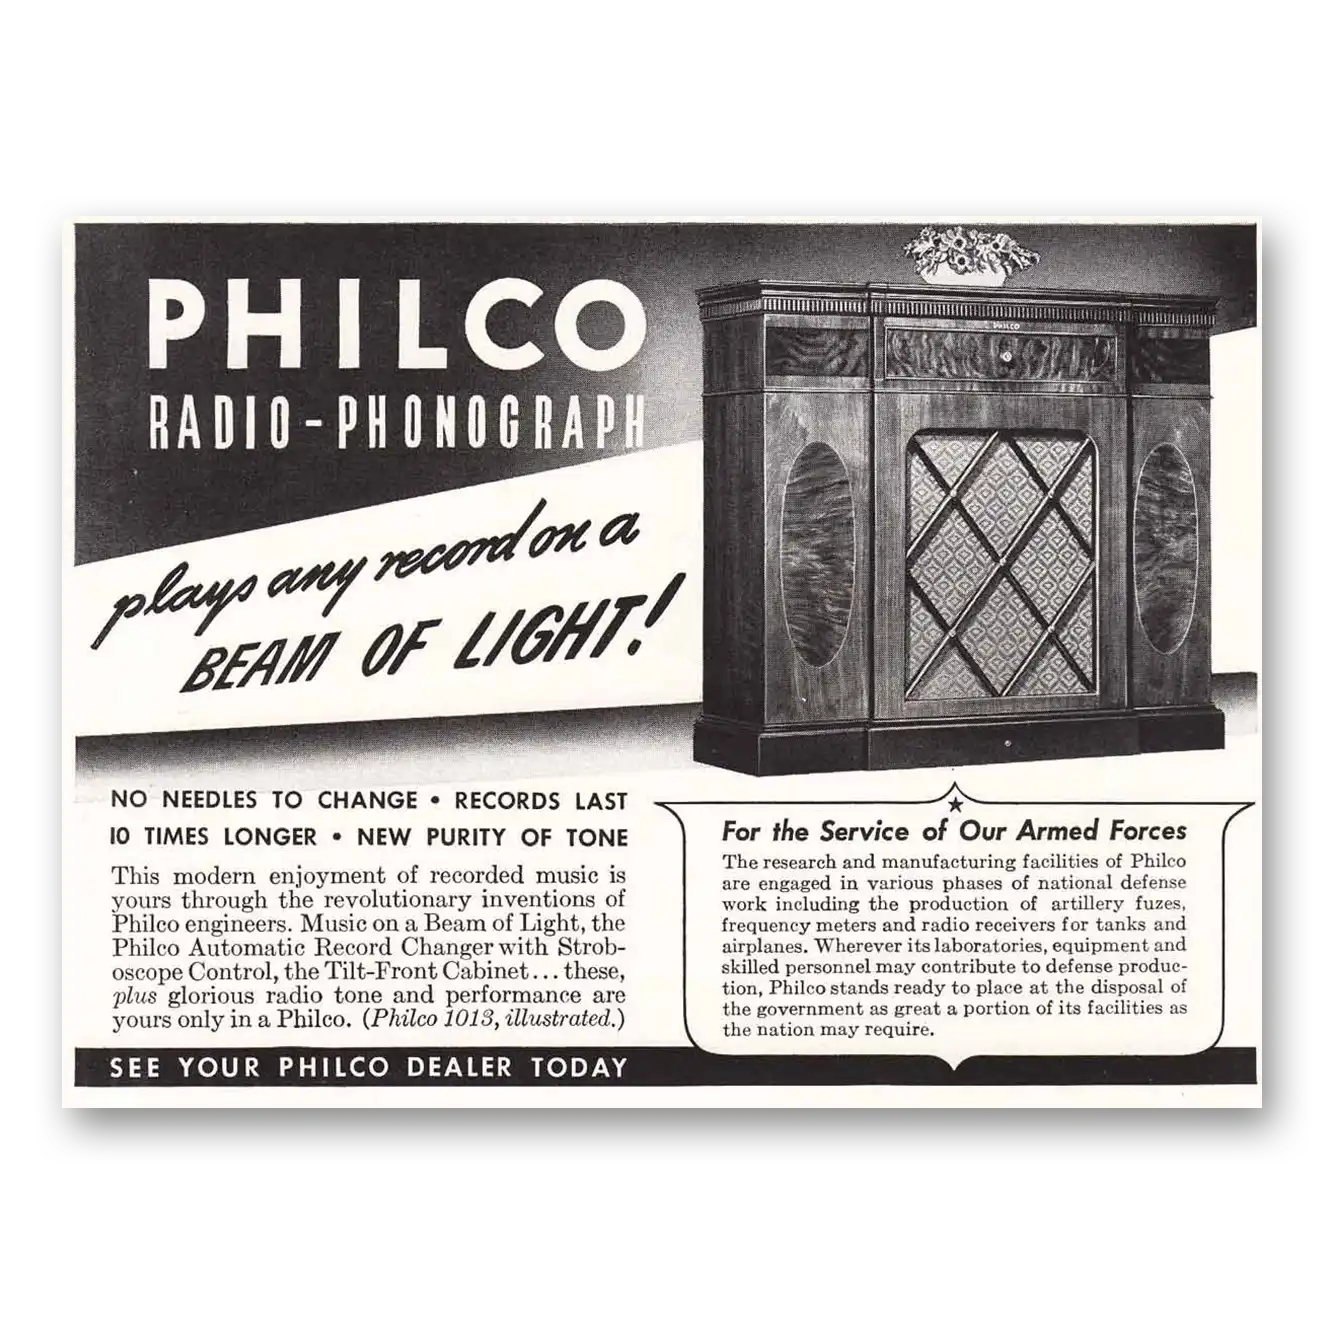 PHILCO
RADIO-PHONOGRAPH
plays any record on a
BEAM OF LIGHT!
PHILCO
NO NEEDLES TO CHANGE • RECORDS LAST
10 TIMES LONGER • NEW PURITY OF TONE
This modern enjoyment of recorded music is
yours through the revolutionary inventions of
Philco engineers. Music on a Beam of Light, the
Philco Automatic Record Changer with Strob-
oscope Control, the Tilt-Front Cabinet... these,
plus glorious radio tone and performance are
yours only in a Philco. (Philco 1013, illustrated.)
SEE YOUR PHILCO DEALER TODAY
For the Service of Our Armed Forces
The research and manufacturing facilities of Philco
are engaged in various phases of national defense
work including the production of artillery fuzes,
frequency meters and radio receivers for tanks and
airplanes. Wherever its laboratories, equipment and
skilled personnel may contribute to defense produc-
tion, Philco stands ready to place at the disposal of
the government as great a portion of its facilities as
the nation may require.